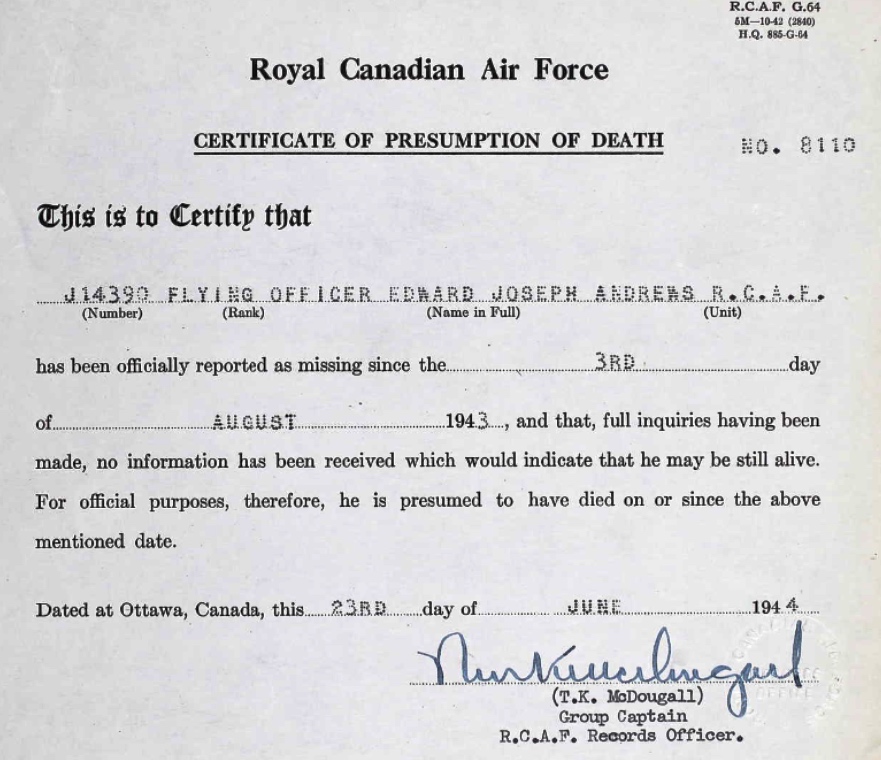 R.C.A.F. G.64
5M—10-42 (2840)
H.Q. 885-G-64
Royal Canadian Air Force
CERTIFICATE OF PRESUMPTION OF DEATH NO. 8110
This is to Certify that
J14390 FLYING OFFICER EDWARD JOSEPH ANDREWS R.C.A.F.
(Number) (Rank) (Name in Full) (Unit)
has been officially reported as missing since the 3RD day
of AUGUST 1943, and that, full inquiries having been
made, no information has been received which would indicate that he may be still alive.
For official purposes, therefore, he is presumed to have died on or since the above
mentioned date.
Dated at Ottawa, Canada, this 23RD day of JUNE 1944
(T.K. McDougall)
Group Captain
R.C.A.F. Records Officer.